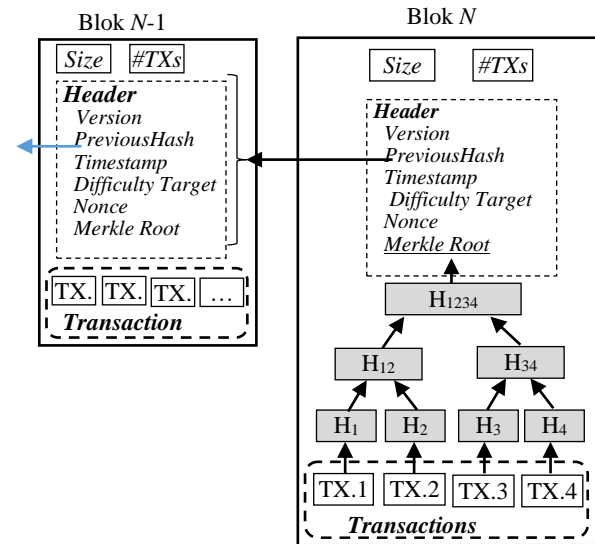 Blok N-1
Size #TXs
Header
Version
PreviousHash
Timestamp
Difficulty Target
Nonce
Merkle Root
TX. TX. TX. ...
Transaction
Blok N
Size #TXs
Header
Version
PreviousHash
Timestamp
Difficulty Target
Nonce
Merkle Root
H1234
H12 H34
H1 H2 H3 H4
TX.1 TX.2 TX.3 TX.4
Transactions